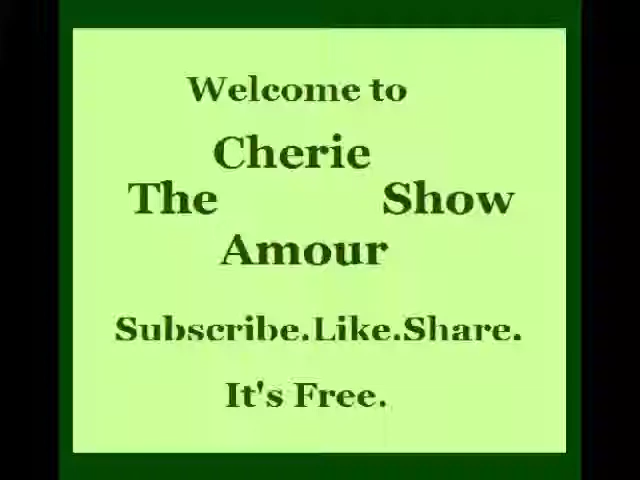 Welcome to
Cherie
The Show
Amour
Subscribe.Like.Share.
It's Free.